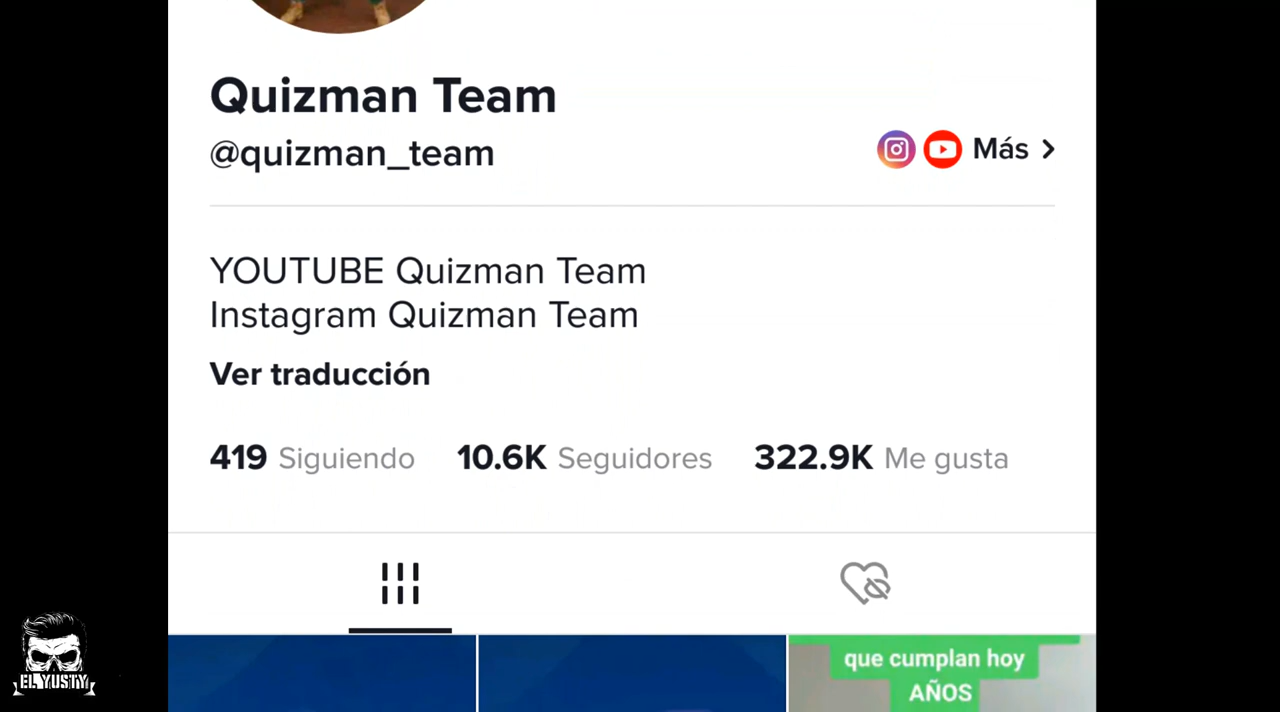 Quizman Team
@quizman_team
Más
YOUTUBE Quizman Team
Instagram Quizman Team
Ver traducción
419 Siguiendo 10.6K Seguidores 322.9K Me gusta
que cumplan hoy
AÑOS
EL YUSTY